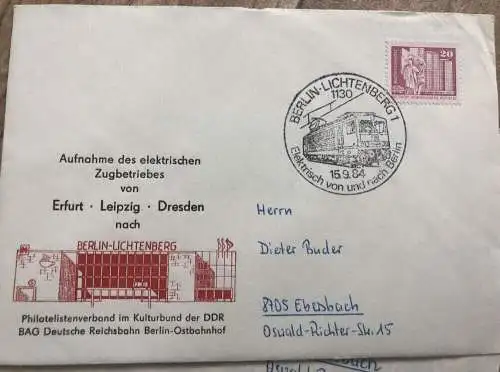 20
BERLIN-LICHTENBERG 1
1130
15.9.84
Elektrisch von und nach Berlin
Aufnahme des elektrischen
Zugbetriebes
von
Erfurt · Leipzig · Dresden
nach
BERLIN-LICHTENBERG
Philatelistenverband im Kulturbund der DDR
BAG Deutsche Reichsbahn Berlin-Ostbahnhof
Herrn
Dieter Buder
8705 Ebersbach
Oswald-Richter-Str. 15